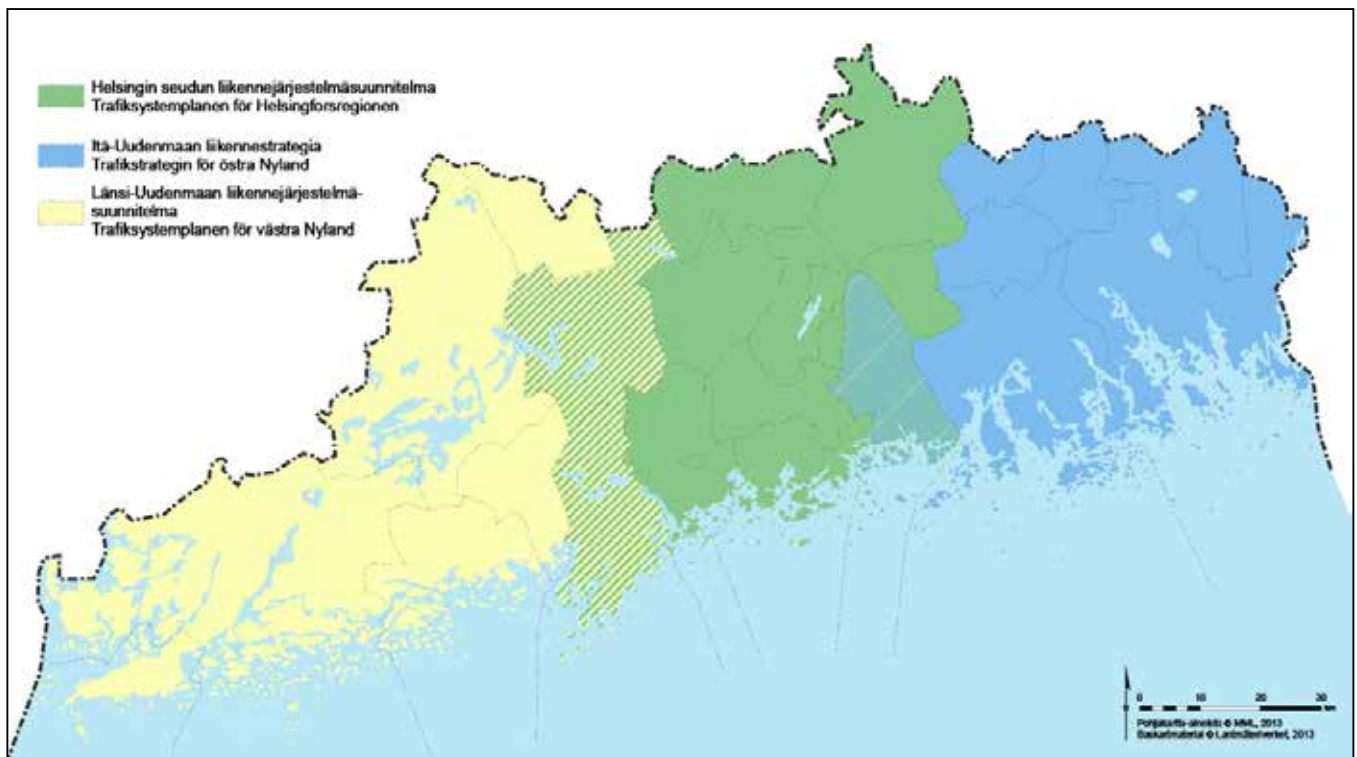 Helsingin seudun liikennejärjestelmäsuunnitelma
Trafiksystemplanen för Helsingforsregionen
Itä-Uudenmaan liikennestrategia
Trafikstrategin för östra Nyland
Länsi-Uudenmaan liikennejärjestelmä-
suunnitelma
Trafiksystemplanen för västra Nyland
0 10 20 30 km
Pohjakartta-aineisto © MML, 2013
Baskartmaterial © Lantmäteriverket, 2013